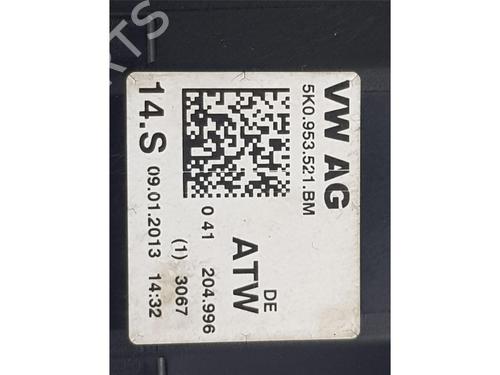 VW AG
5K0.953.521.BM
DE
ATW
0 41 204.996
14.S
09.01.2013 14:32
(1) 3067